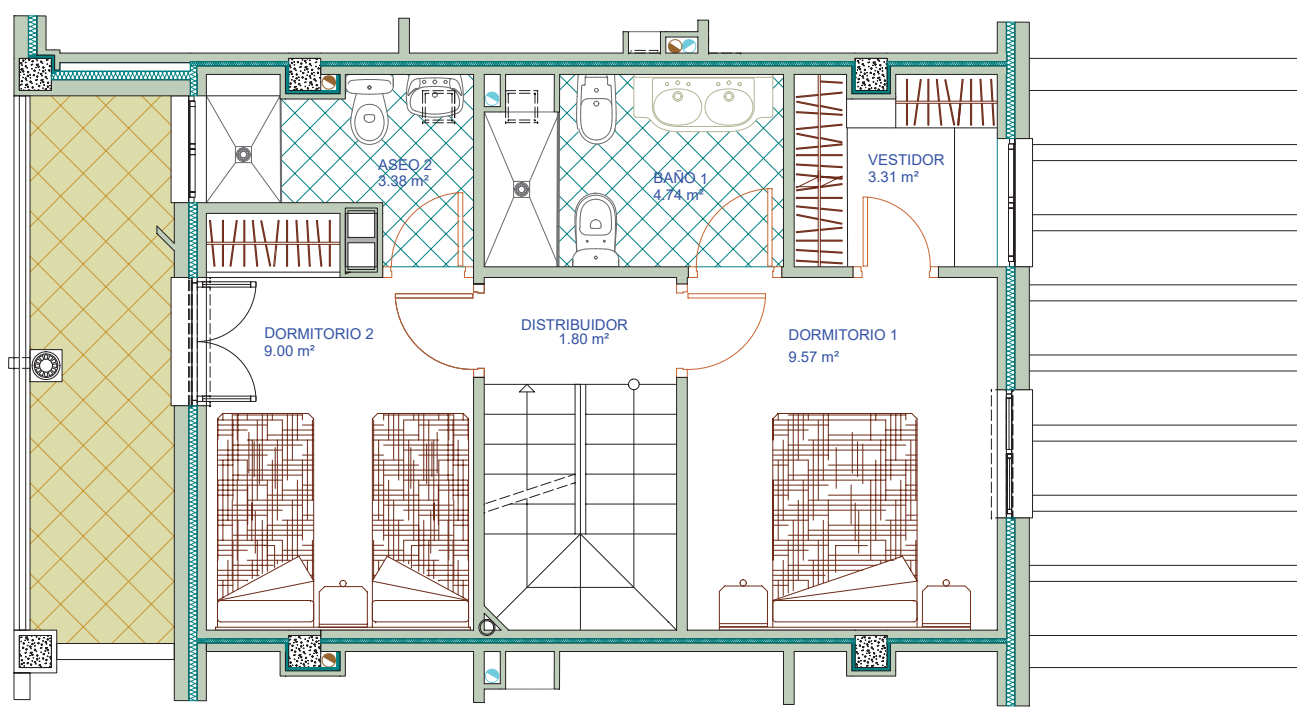 ASEO 2
3.38 m²
BAÑO 1
4.74 m²
VESTIDOR
3.31 m²
DORMITORIO 2
9.00 m²
DISTRIBUIDOR
1.80 m²
DORMITORIO 1
9.57 m²